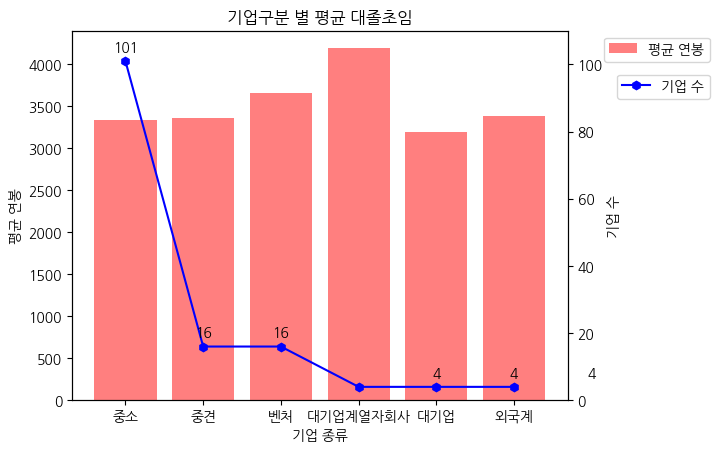 기업구분 별 평균 대졸초임
평균 연봉
기업 수
101
16
16
4
4
4
4000
3500
3000
2500
2000
1500
1000
500
0
100
80
60
40
20
0
평균 연봉
기업 수
중소
중견
벤처
대기업계열자회사
대기업
외국계
기업 종류